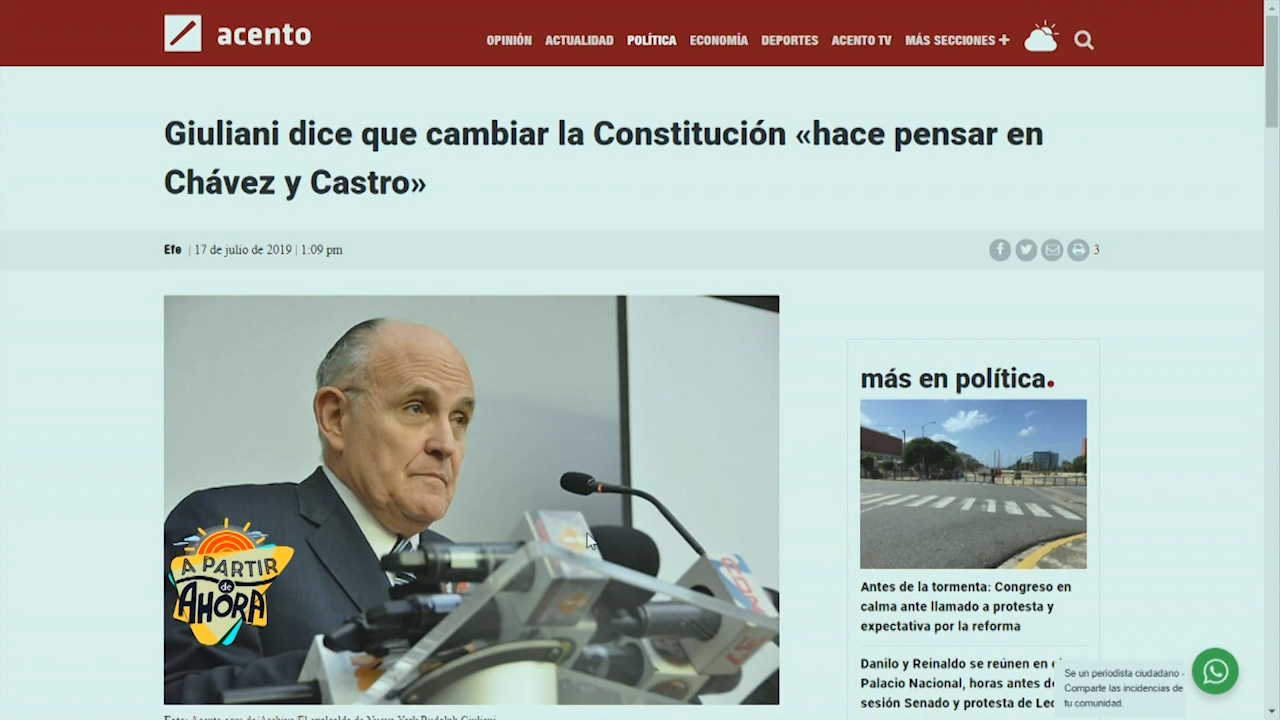 acento
OPINIÓN ACTUALIDAD POLÍTICA ECONOMÍA DEPORTES ACENTO TV MÁS SECCIONES +
Giuliani dice que cambiar la Constitución «hace pensar en
Chávez y Castro»
Efe | 17 de julio de 2019 | 1:09 pm
3
más en política.
A PARTIR
de
AHORA
Antes de la tormenta: Congreso en
calma ante llamado a protesta y
expectativa por la reforma
Danilo y Reinaldo se reúnen en
Palacio Nacional, horas antes de
sesión Senado y protesta de
Se un periodista ciudadano -
Comparte las incidencias de
tu comunidad.